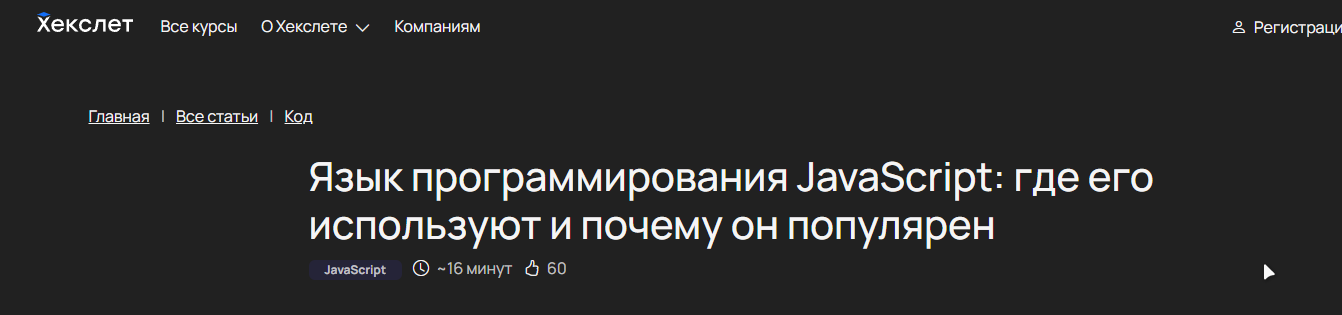 Хекслет Все курсы О Хекслете Компаниям Регистраци
Главная | Все статьи | Код
Язык программирования JavaScript: где его
используют и почему он популярен
JavaScript ~16 минут 60